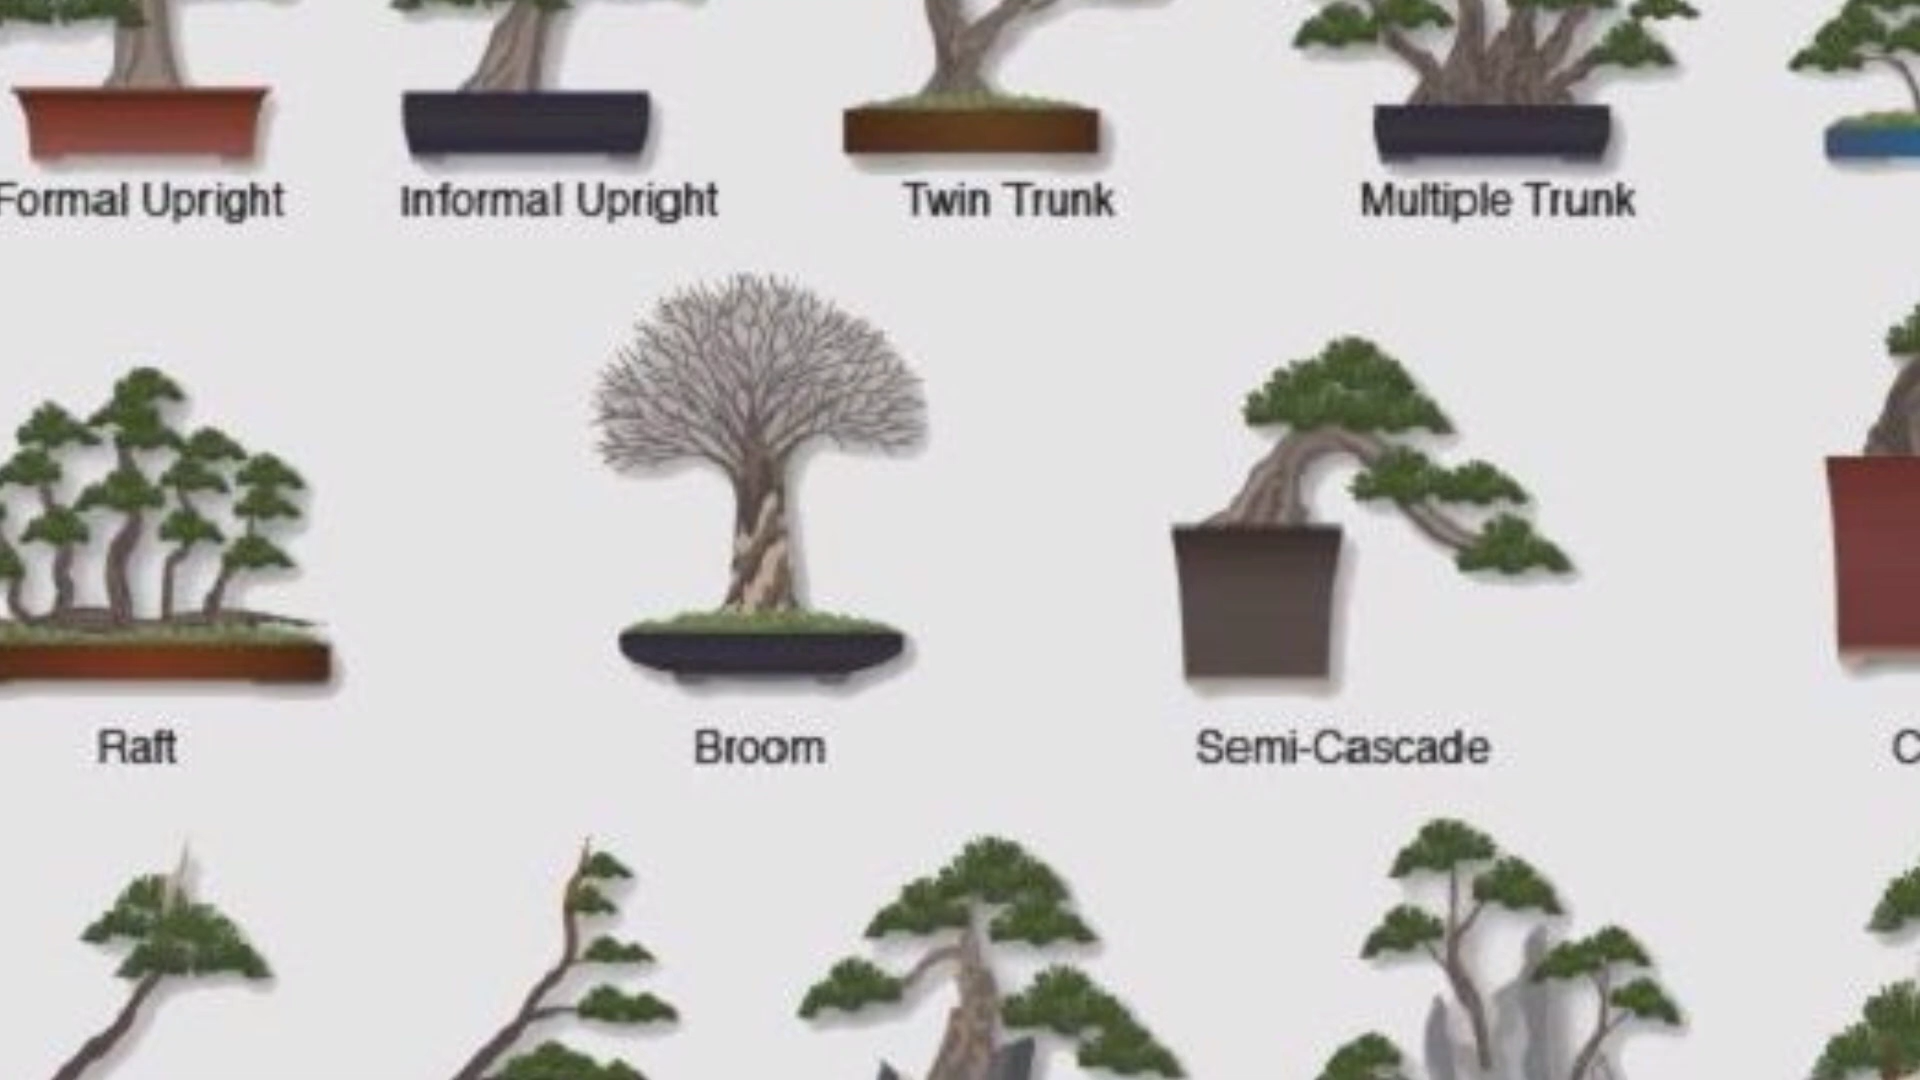 Formal Upright
Informal Upright
Twin Trunk
Multiple Trunk
Raft
Broom
Semi-Cascade
C